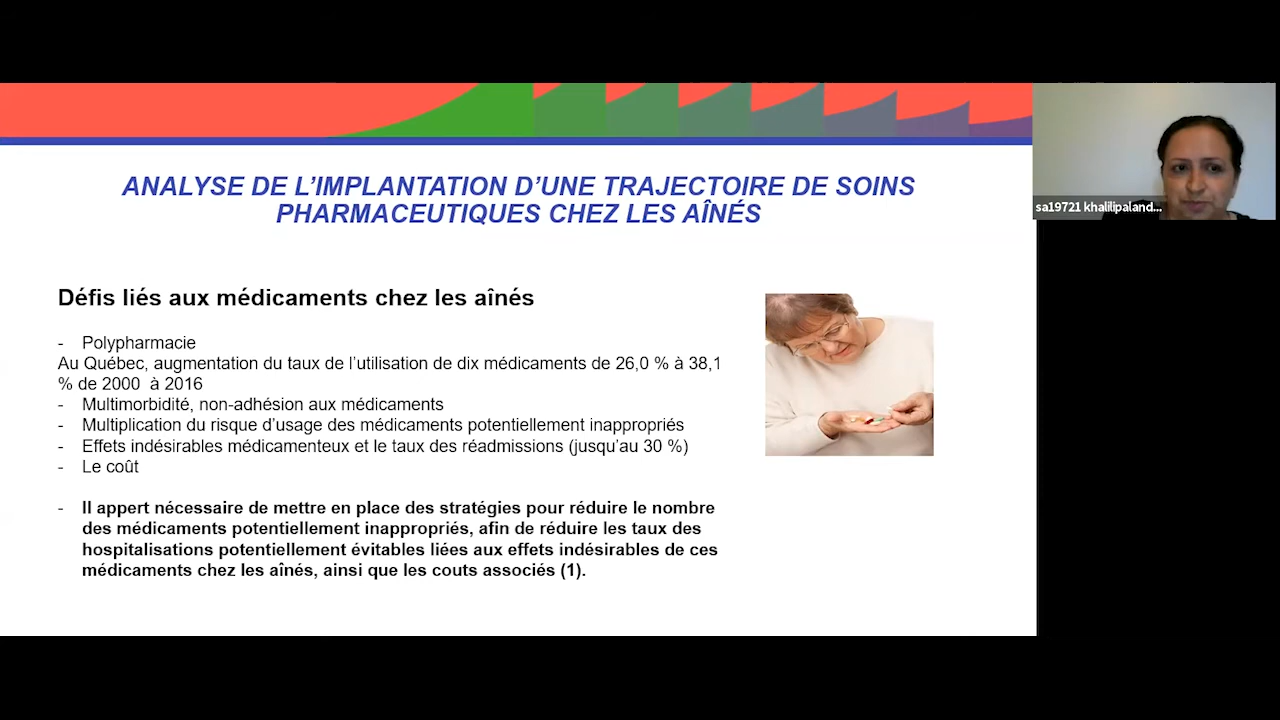 ANALYSE DE L'IMPLANTATION D'UNE TRAJECTOIRE DE SOINS
PHARMACEUTIQUES CHEZ LES AÎNÉS
sa19721 khalilipaland...
Défis liés aux médicaments chez les aînés
- Polypharmacie
Au Québec, augmentation du taux de l'utilisation de dix médicaments de 26,0 % à 38,1
% de 2000 à 2016
- Multimorbidité, non-adhésion aux médicaments
- Multiplication du risque d'usage des médicaments potentiellement inappropriés
- Effets indésirables médicamenteux et le taux des réadmissions (jusqu'au 30 %)
- Le coût
- Il appert nécessaire de mettre en place des stratégies pour réduire le nombre
des médicaments potentiellement inappropriés, afin de réduire les taux des
hospitalisations potentiellement évitables liées aux effets indésirables de ces
médicaments chez les aînés, ainsi que les couts associés (1).